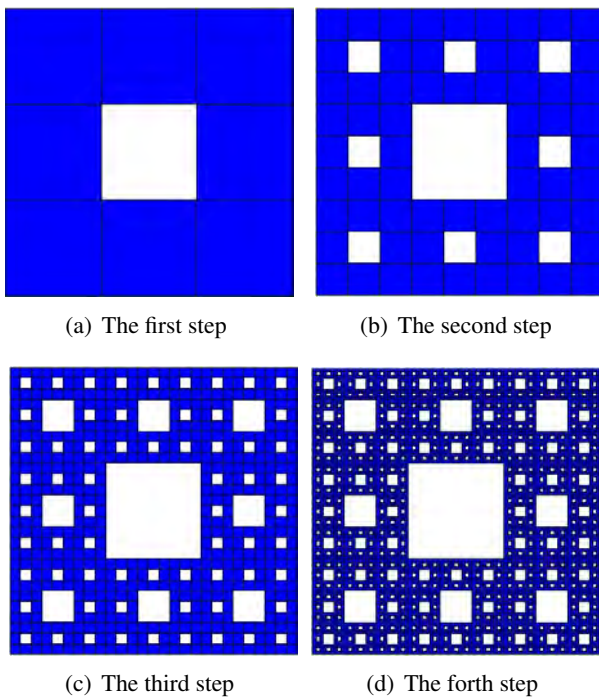 (a) The first step
(b) The second step
(c) The third step
(d) The forth step